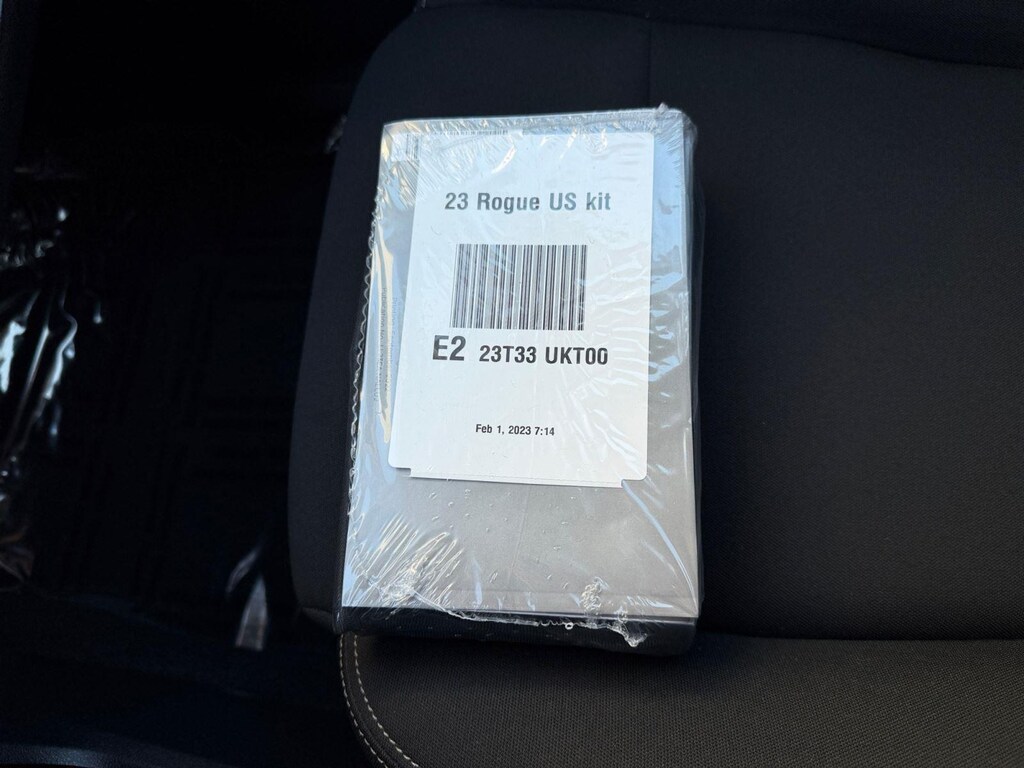 23 Rogue US kit
E2 23T33 UKT00
Feb 1, 2023 7:14